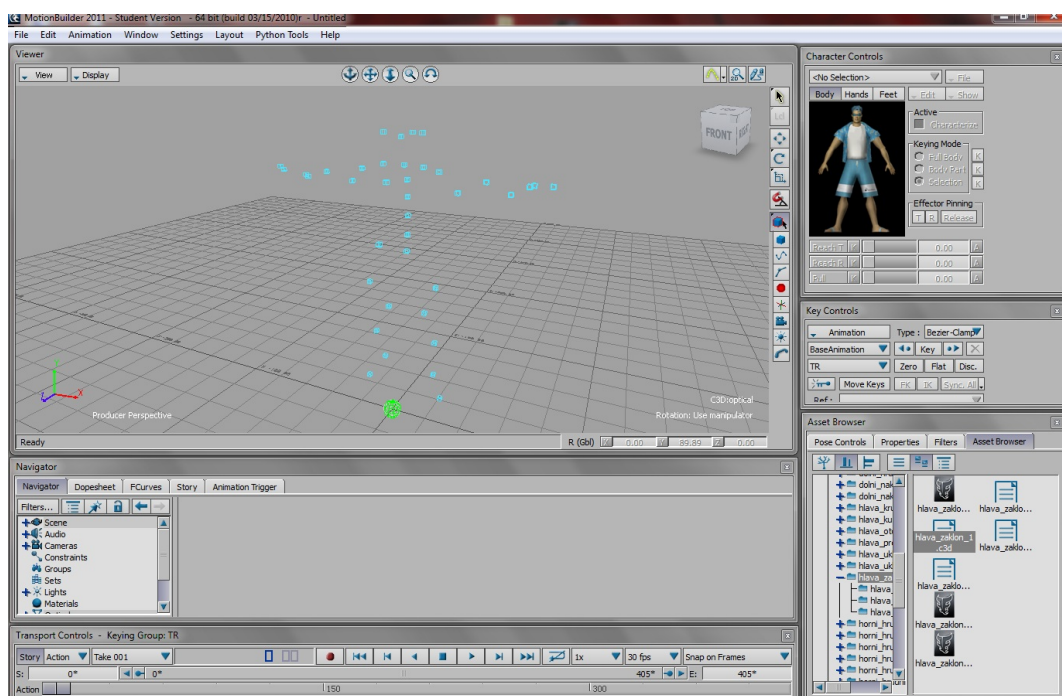 MotionBuilder 2011 - Student Version - 64 bit (build 03/15/2010)r - Untitled
File Edit Animation Window Settings Layout Python Tools Help
Viewer
View Display
FRONT
Producer Perspective
C3D:optical
Rotation: Use manipulator
Ready
R (Gbl) X 0.00 Y 89.89 Z 0.00
Character Controls
<No Selection> File
Body Hands Feet Edit Show
Active
Characterize
Keying Mode
Full Body K
Body Part K
Selection K
Effector Pinning
T R Release
Reach T K 0.00 A
Reach R K 0.00 A
Pull K 0.00 A
Key Controls
Animation Type : Bezier-Clamp
BaseAnimation Key
TR Zero Flat Disc.
Move Keys FK IK Sync. All
Ref :
Asset Browser
Pose Controls Properties Filters Asset Browser
dolni_nak
dolni_nak
hlava_kru
hlava_ku
hlava_otr
hlava_pre
hlava_uk
hlava_uk
hlava_za
hlava_
hlava_
hlava_
horni_hru
horni_hru
horni_hru
horni_hru
hlava_zaklo...
hlava_zaklo...
hlava_zaklon_1
.c3d
hlava_zaklo...
hlava_zaklo...
hlava_zaklon...
hlava_zaklon...
Navigator
Navigator Dopesheet FCurves Story Animation Trigger
Filters...
Scene
Audio
Cameras
Constraints
Groups
Sets
Lights
Materials
Transport Controls - Keying Group: TR
Story Action Take 001 1x 30 fps Snap on Frames
S: 0* 0* 405* E: 405*
Action 150 300